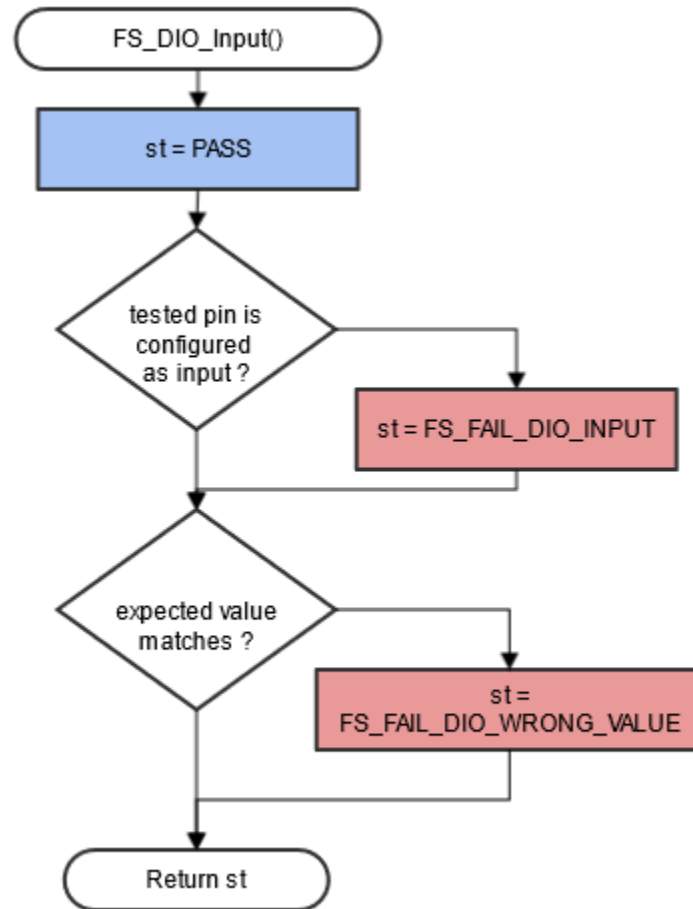 FS_DIO_Input()
st = PASS
tested pin is
configured
as input ?
st = FS_FAIL_DIO_INPUT
expected value
matches ?
st =
FS_FAIL_DIO_WRONG_VALUE
Return st